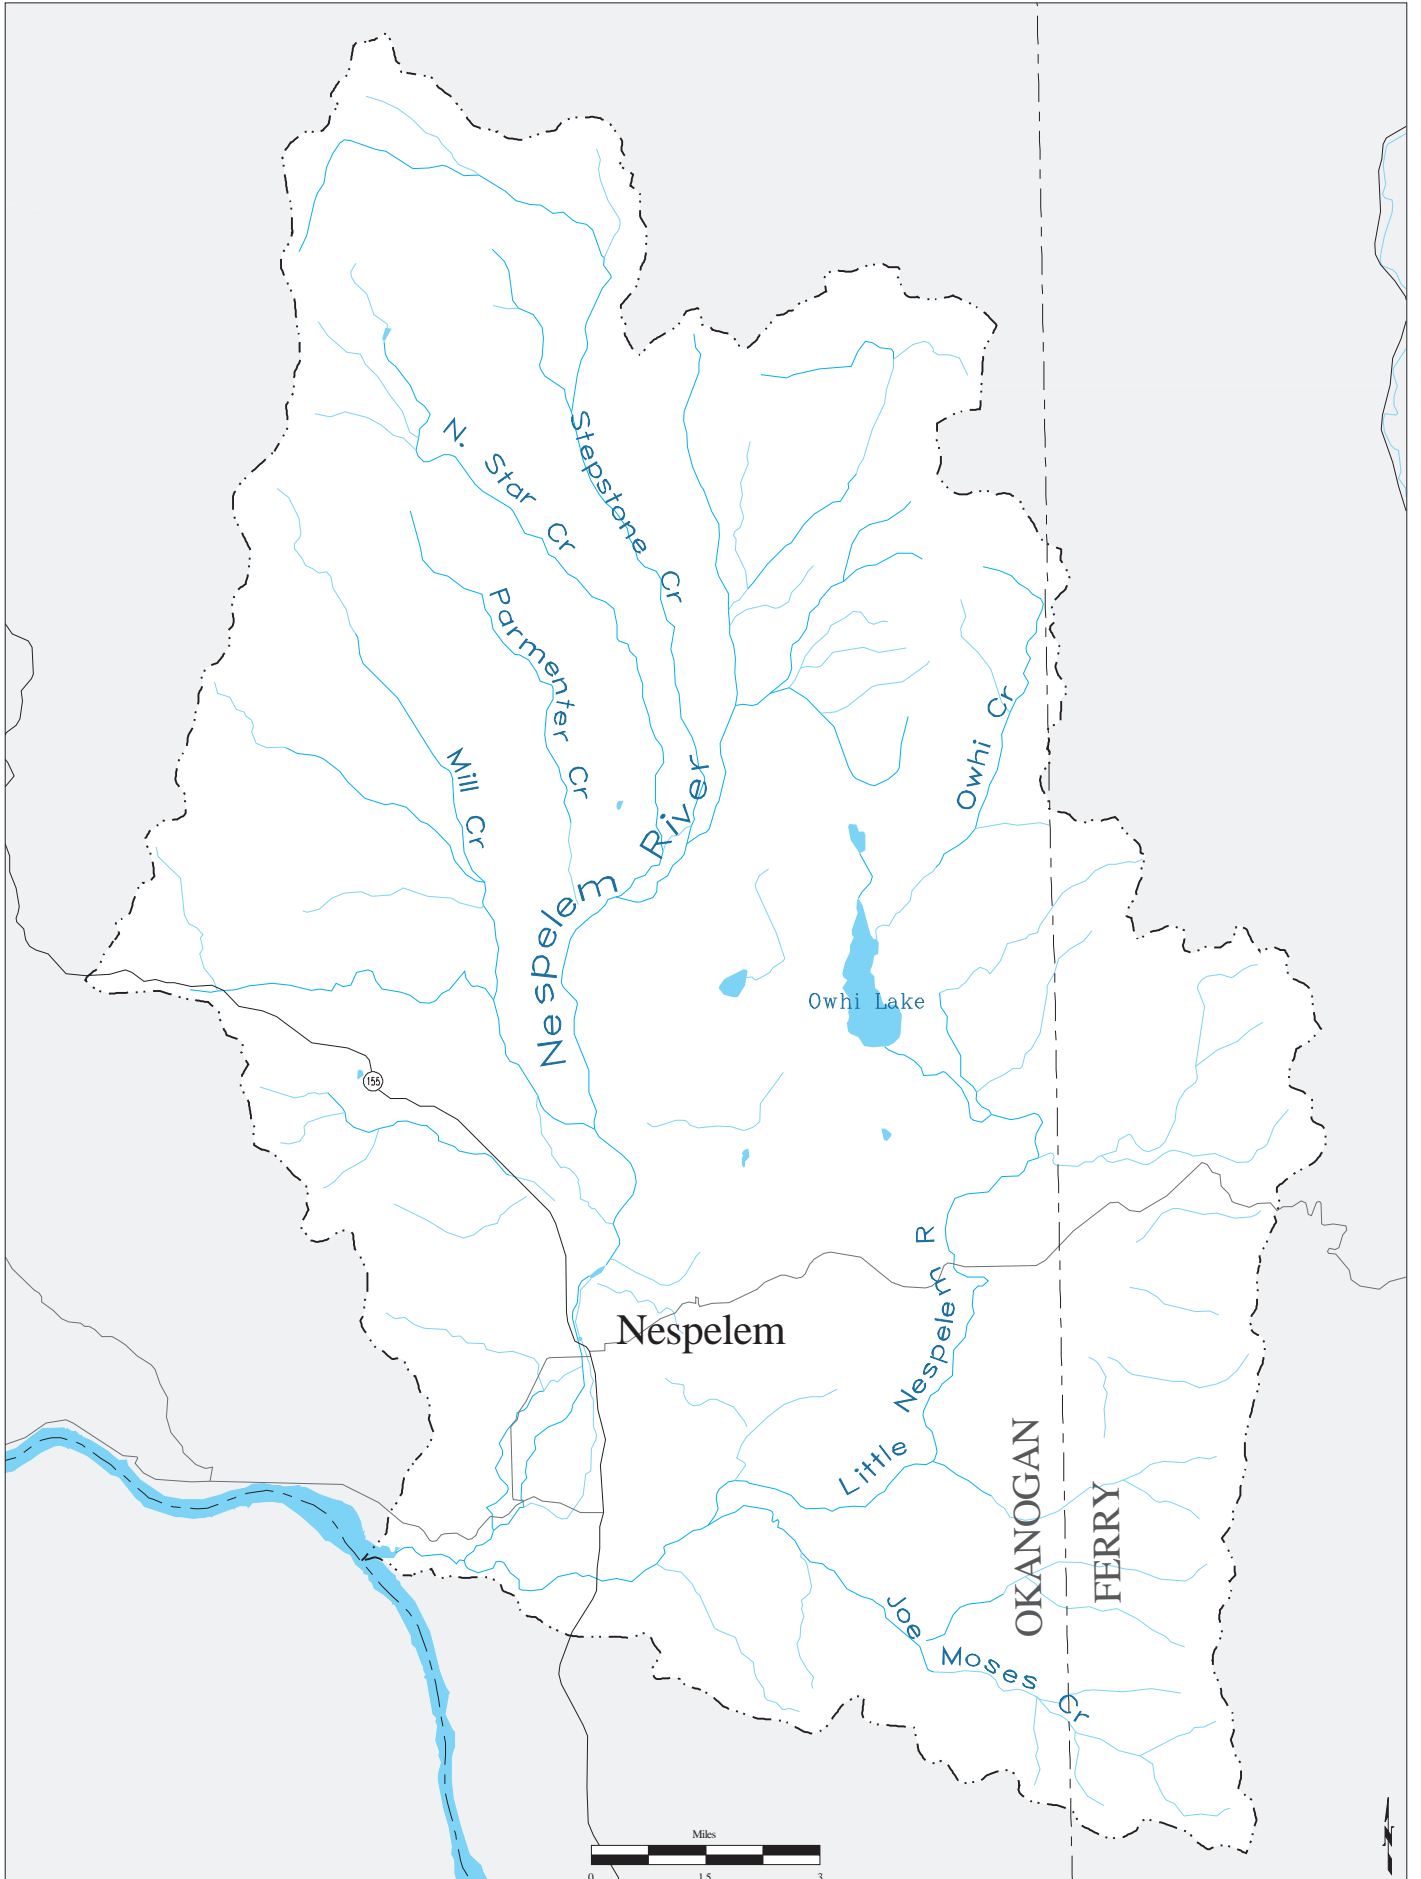 N. Star Cr
Stepstone Cr
Parmenter Cr
Owhi Cr
Mill Cr
Nespelem River
Owhi Lake
155
Little Nespelem R
Nespelem
OKANOGAN
FERRY
Joe Moses Cr
Miles
0 1.5 3
N